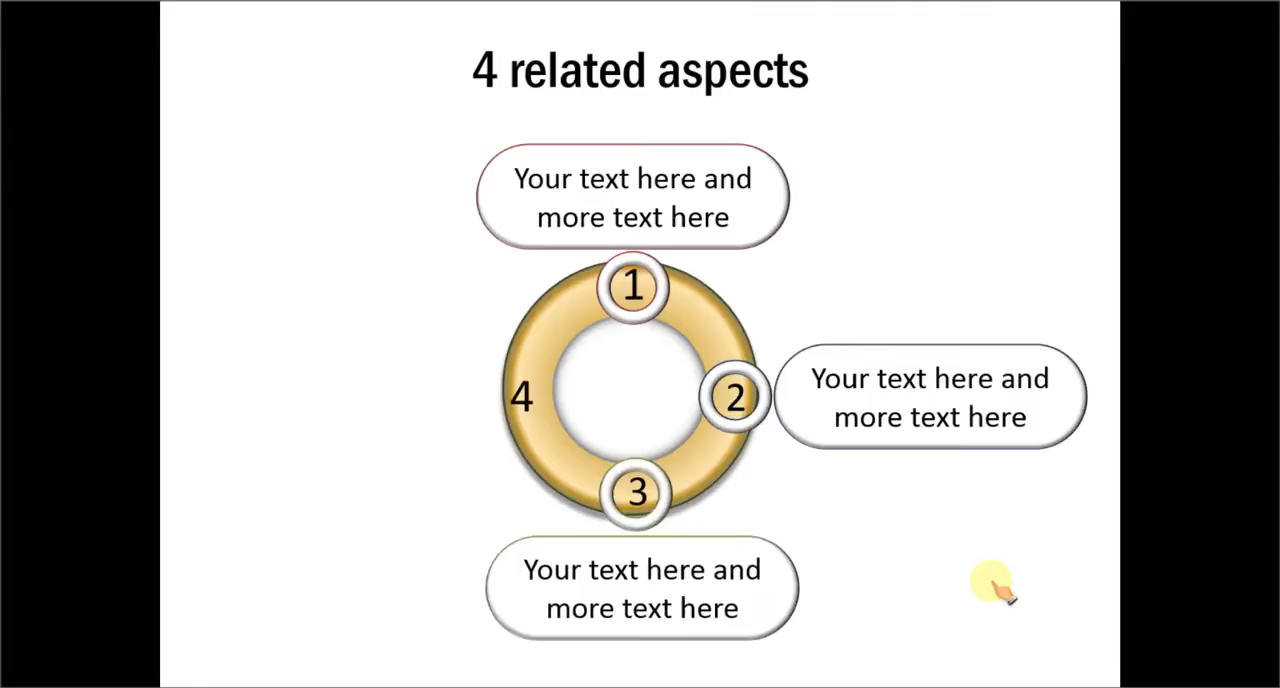 4 related aspects
Your text here and
more text here
1
4
2
Your text here and
more text here
3
Your text here and
more text here